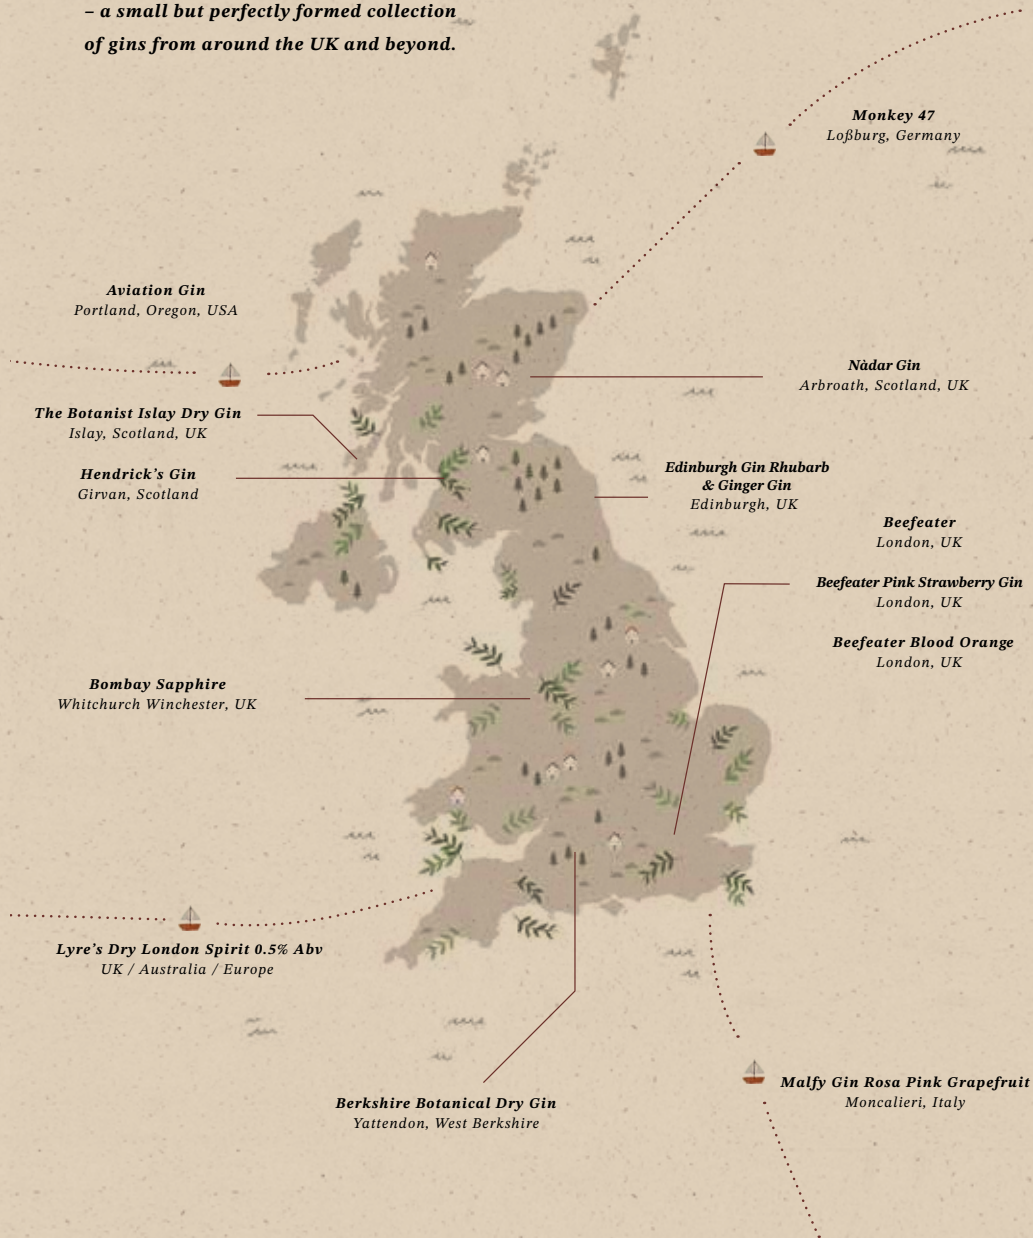 – a small but perfectly formed collection
of gins from around the UK and beyond.
Monkey 47
Loßburg, Germany
Aviation Gin
Portland, Oregon, USA
Nàdar Gin
Arbroath, Scotland, UK
The Botanist Islay Dry Gin
Islay, Scotland, UK
Hendrick’s Gin
Girvan, Scotland
Edinburgh Gin Rhubarb
& Ginger Gin
Edinburgh, UK
Beefeater
London, UK
Beefeater Pink Strawberry Gin
London, UK
Beefeater Blood Orange
London, UK
Bombay Sapphire
Whitchurch Winchester, UK
Lyre’s Dry London Spirit 0.5% Abv
UK / Australia / Europe
Malfy Gin Rosa Pink Grapefruit
Moncalieri, Italy
Berkshire Botanical Dry Gin
Yattendon, West Berkshire